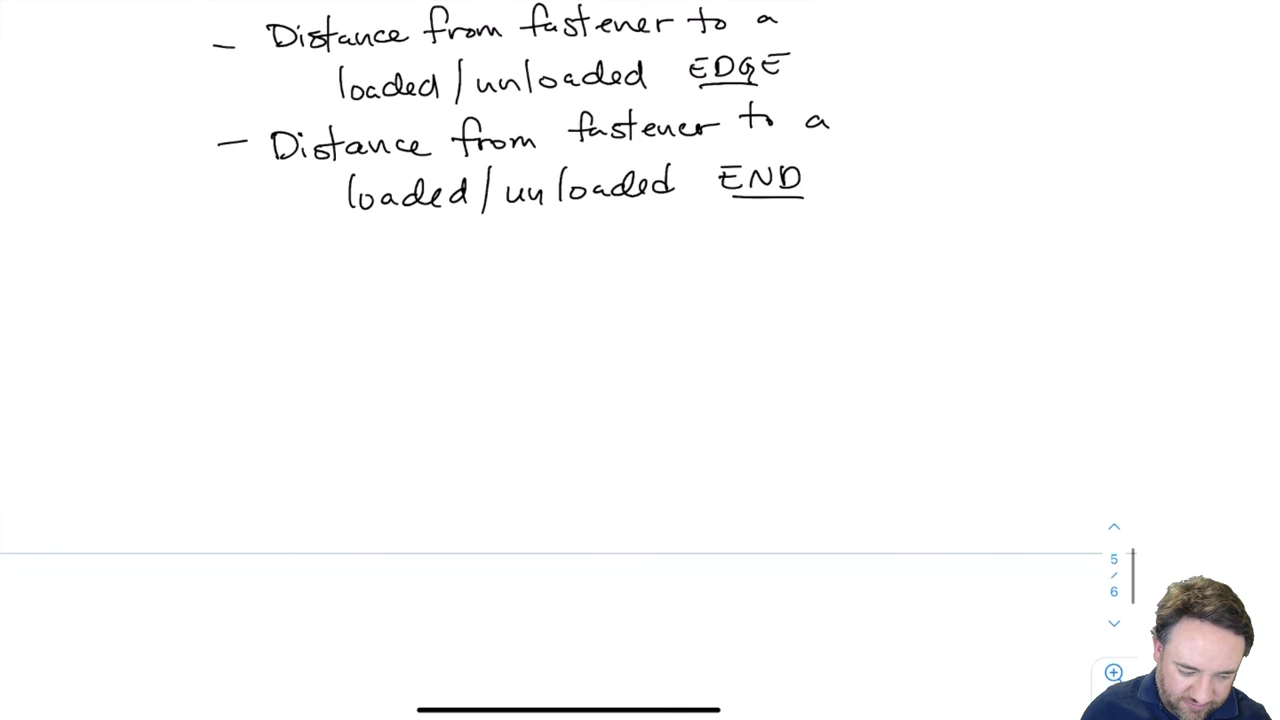 - Distance from fastener to a
loaded/unloaded EDGE
- Distance from fastener to a
loaded/unloaded END
5
/
6